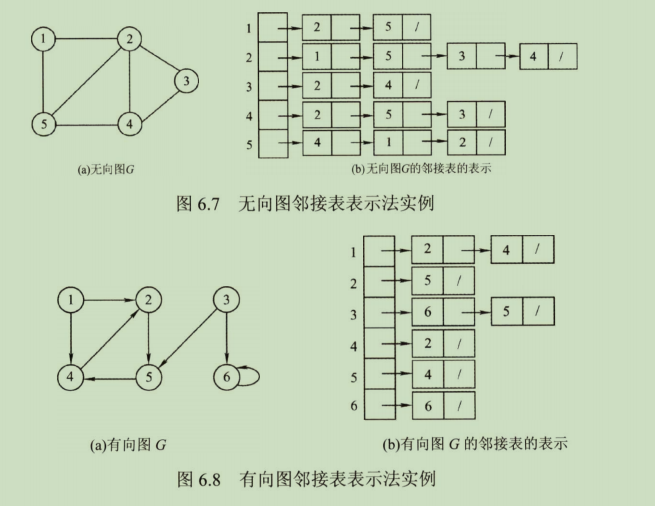 1 2 5 /
1 2 3 2 1 5 3 4 /
3 2 4 /
4 2 5 3 /
5 4 5 4 1 2 /
(a)无向图G (b)无向图G的邻接表的表示
图 6.7 无向图邻接表表示法实例
1 2 4 /
2 5 /
1 2 3 3 6 5 /
4 2 /
4 5 6 5 4 /
6 6 /
(a)有向图 G (b)有向图 G 的邻接表的表示
图 6.8 有向图邻接表表示法实例